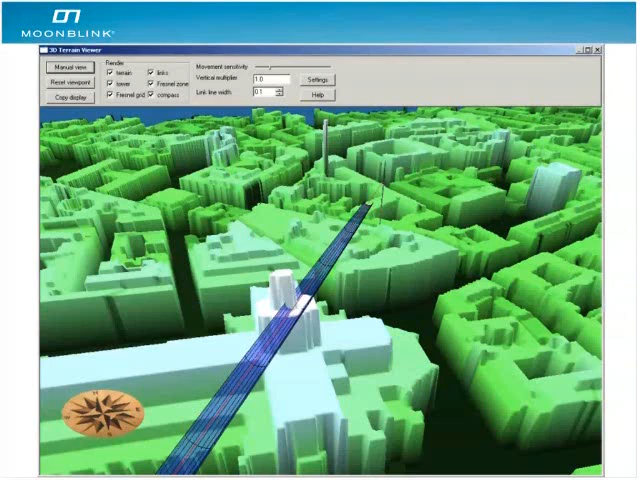 MOONBLINK
3D Terrain Viewer
Manual view
Reset viewpoint
Copy display
Render
terrain
links
tower
Fresnel zone
Fresnel grid
compass
Movement sensitivity
Vertical multiplier
1.0
Settings
Link line width
0.1
Help